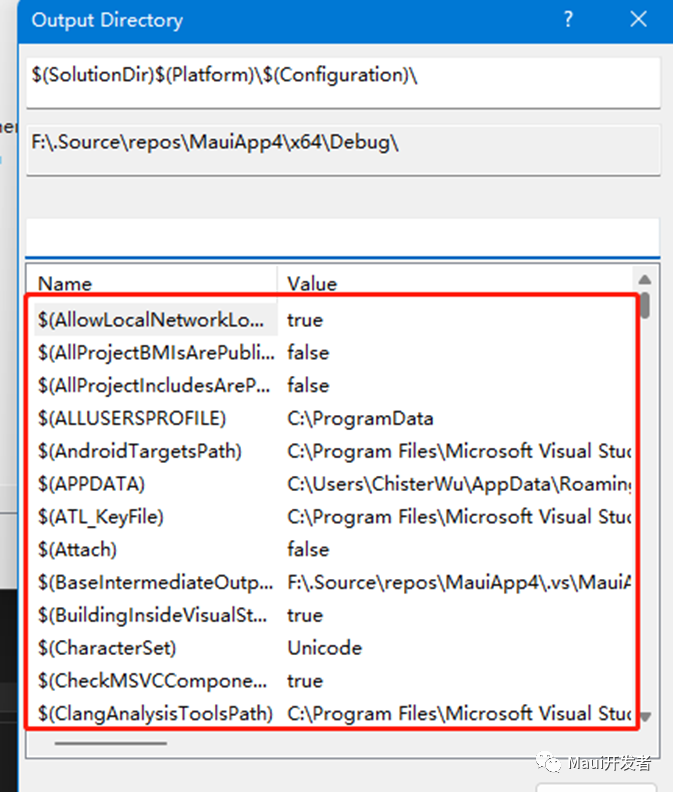 Output Directory ?
$(SolutionDir)$(Platform)\$(Configuration)\
F:\.Source\repos\MauiApp4\x64\Debug\
Name Value
$(AllowLocalNetworkLo... true
$(AllProjectBMIsArePubli... false
$(AllProjectIncludesAreP... false
$(ALLUSERSPROFILE) C:\ProgramData
$(AndroidTargetsPath) C:\Program Files\Microsoft Visual Stud
$(APPDATA) C:\Users\ChisterWu\AppData\Roaming
$(ATL_KeyFile) C:\Program Files\Microsoft Visual Stud
$(Attach) false
$(BaseIntermediateOutp... F:\.Source\repos\MauiApp4\.vs\MauiA
$(BuildingInsideVisualSt... true
$(CharacterSet) Unicode
$(CheckMSVCCompone... true
$(ClangAnalysisToolsPath) C:\Program Files\Microsoft Visual Stud
Maui开发者